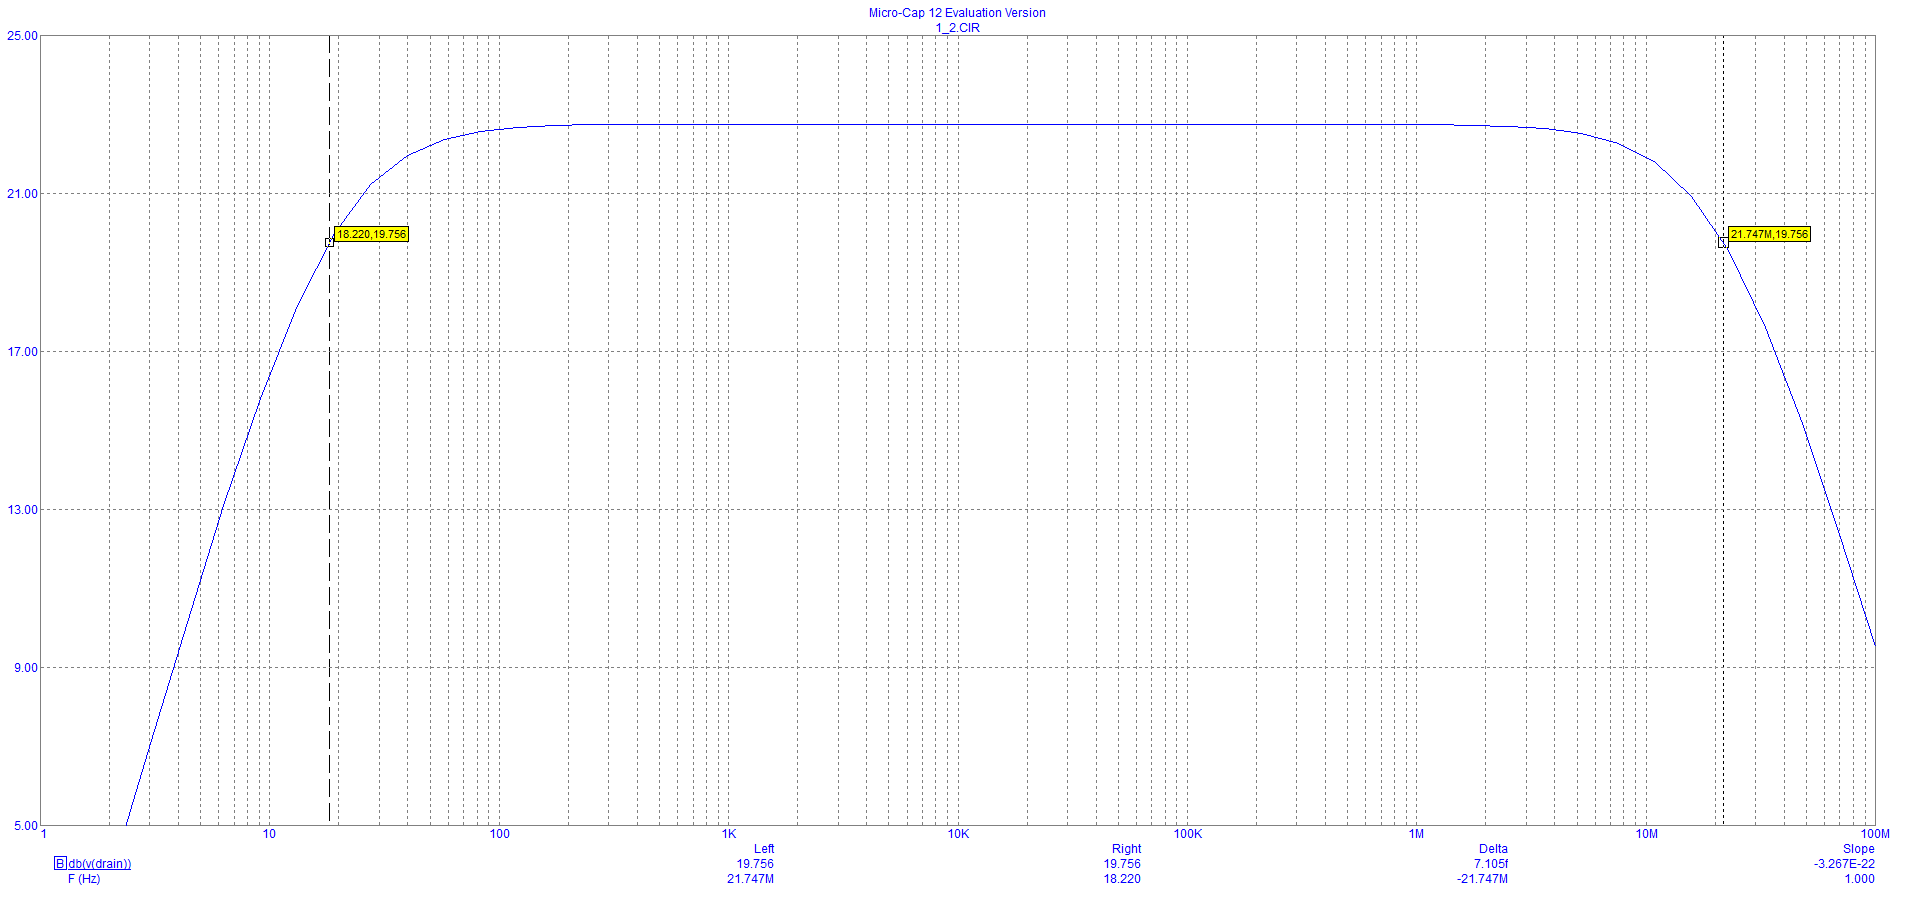 Micro-Cap 12 Evaluation Version
1_2.CIR
25.00
21.00
17.00
13.00
9.00
5.00
18.220,19.756
21.747M,19.756
1 10 100 1K 10K 100K 1M 10M 100M
Left Right Delta Slope
B db(v(drain)) 19.756 19.756 7.105f -3.267E-22
F (Hz) 21.747M 18.220 -21.747M 1.000